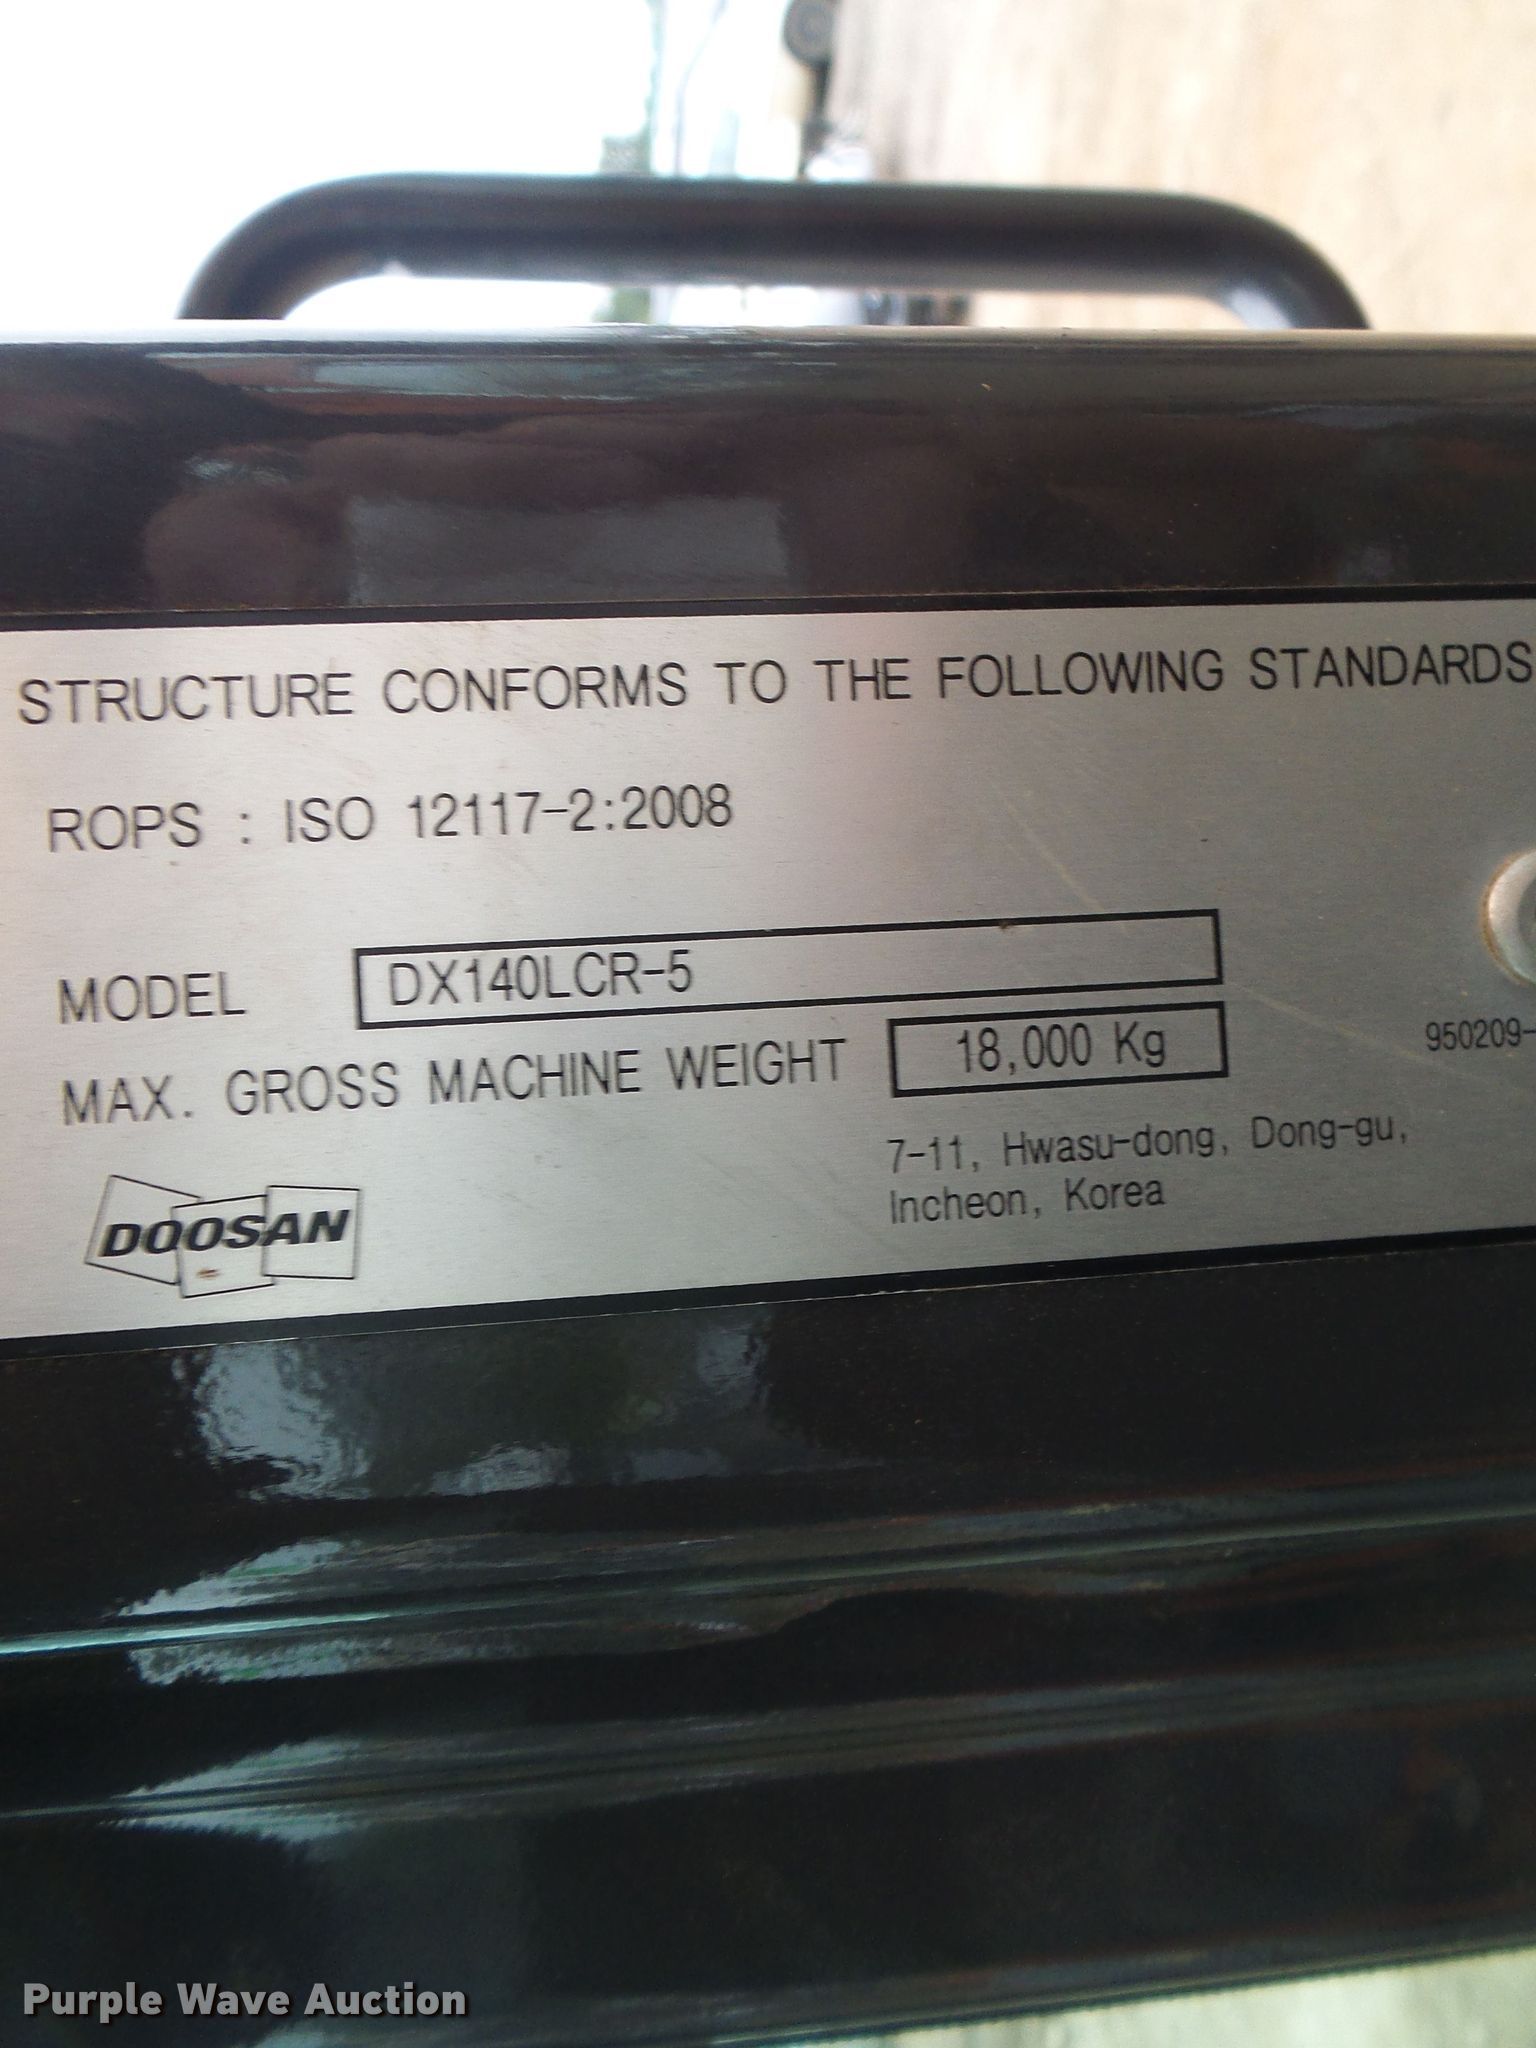 STRUCTURE CONFORMS TO THE FOLLOWING STANDARDS
ROPS : ISO 12117-2:2008
MODEL DX140LCR-5
MAX. GROSS MACHINE WEIGHT 18,000 Kg
950209-
7-11, Hwasu-dong, Dong-gu,
Incheon, Korea
DOOSAN
Purple Wave Auction